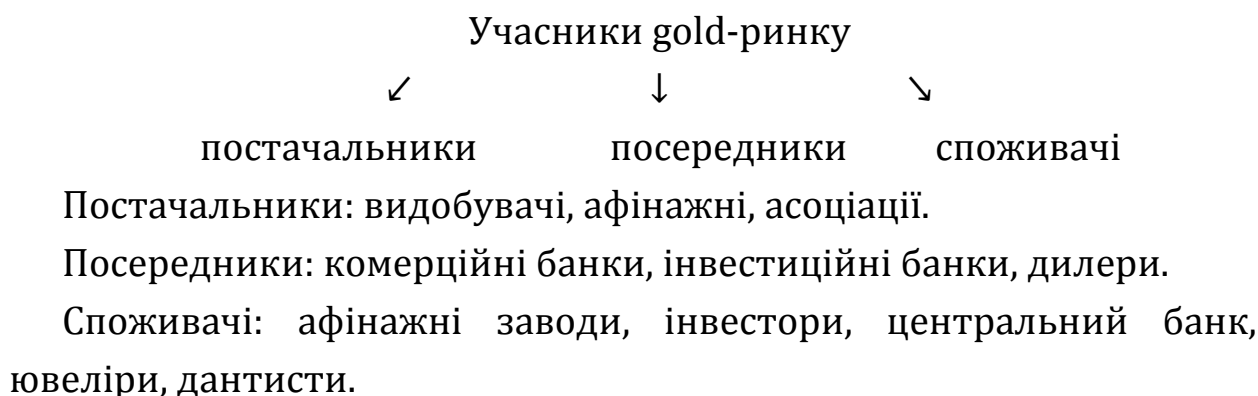 Учасники gold-ринку
↙ ↓ ↘
постачальники посередники споживачі
Постачальники: видобувачі, афінажні, асоціації.
Посередники: комерційні банки, інвестиційні банки, дилери.
Споживачі: афінажні заводи, інвестори, центральний банк,
ювеліри, дантисти.